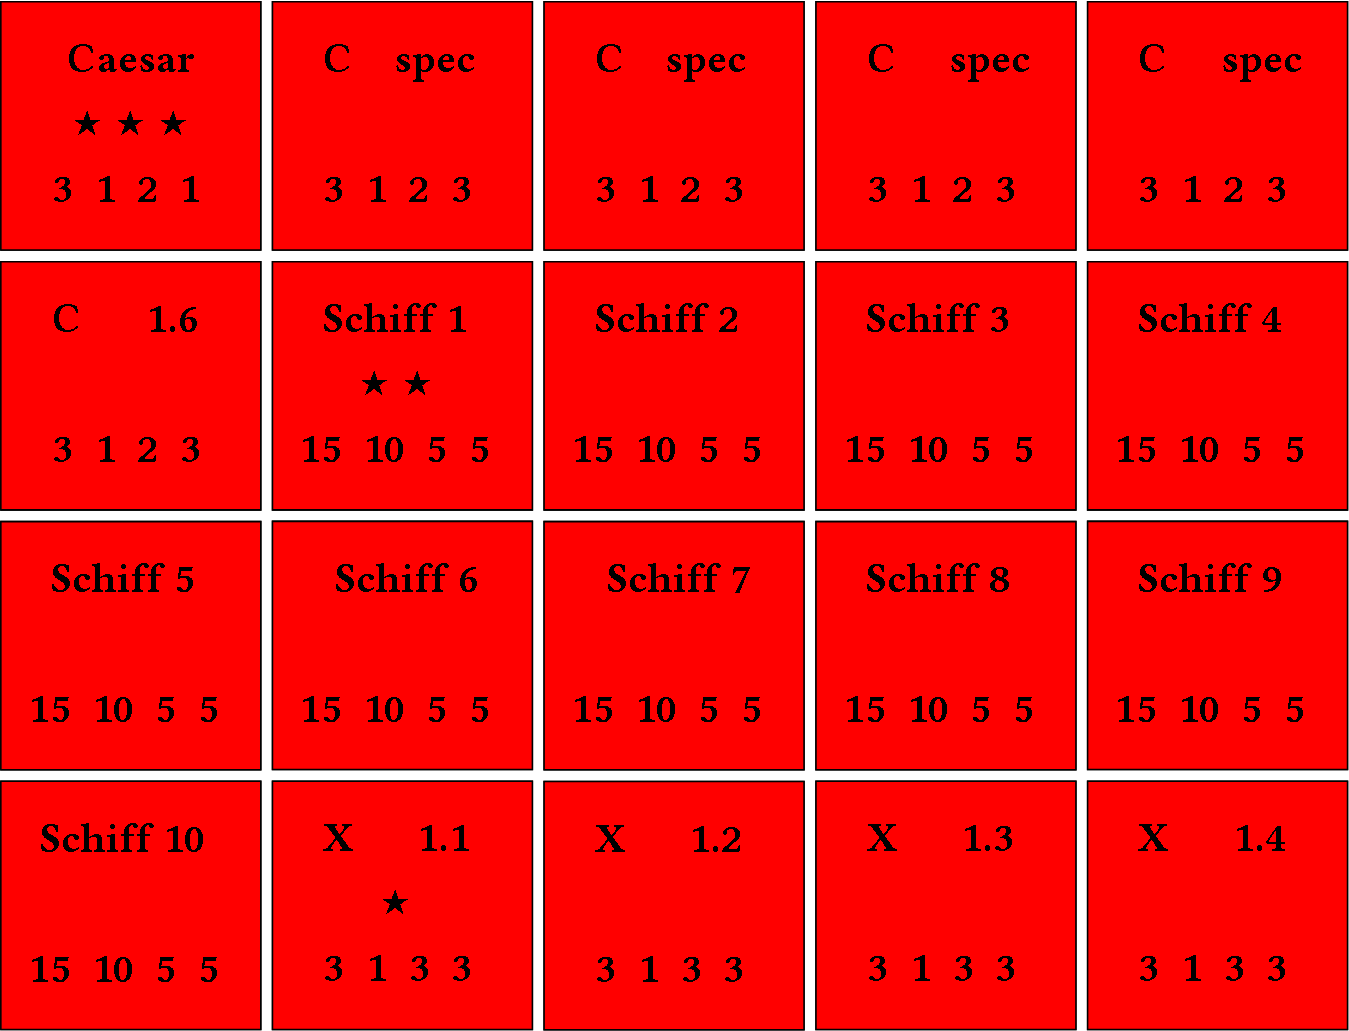 Caesar
★ ★ ★
3 1 2 1
C spec
3 1 2 3
C spec
3 1 2 3
C spec
3 1 2 3
C spec
3 1 2 3
C 1.6
3 1 2 3
Schiff 1
★ ★
15 10 5 5
Schiff 2
15 10 5 5
Schiff 3
15 10 5 5
Schiff 4
15 10 5 5
Schiff 5
15 10 5 5
Schiff 6
15 10 5 5
Schiff 7
15 10 5 5
Schiff 8
15 10 5 5
Schiff 9
15 10 5 5
Schiff 10
15 10 5 5
X 1.1
★
3 1 3 3
X 1.2
3 1 3 3
X 1.3
3 1 3 3
X 1.4
3 1 3 3